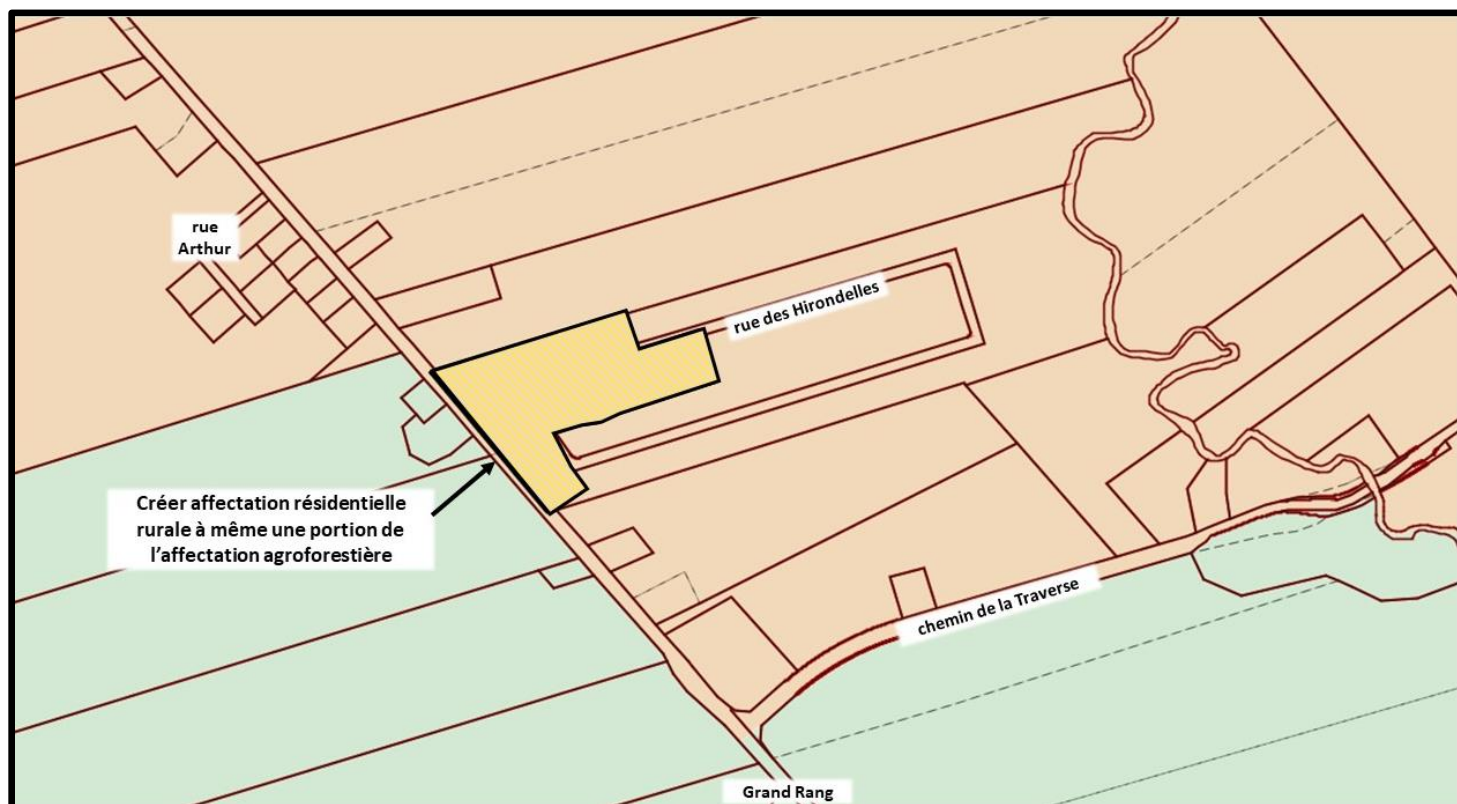 rue
Arthur
rue des Hirondelles
Créer affectation résidentielle
rurale à même une portion de
l'affectation agroforestière
chemin de la Traverse
Grand Rang